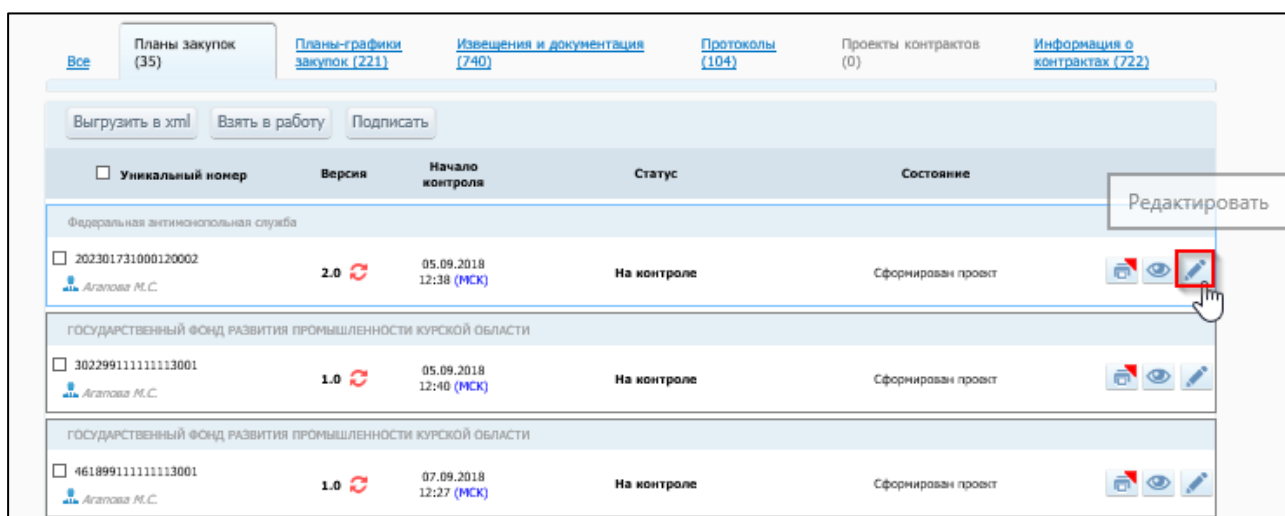 Все
Планы закупок
(35)
Планы-графики
закупок (221)
Извещения и документация
(740)
Протоколы
(104)
Проекты контрактов
(0)
Информация о
контрактах (722)
Выгрузить в xml Взять в работу Подписать
Уникальный номер Версия Начало контроля Статус Состояние
Редактировать
Федеральная антимонопольная служба
202301731000120002
Агапова М.С.
2.0
05.09.2018
12:38 (МСК)
На контроле
Сформирован проект
ГОСУДАРСТВЕННЫЙ ФОНД РАЗВИТИЯ ПРОМЫШЛЕННОСТИ КУРСКОЙ ОБЛАСТИ
302299111111113001
Агапова М.С.
1.0
05.09.2018
12:40 (МСК)
На контроле
Сформирован проект
ГОСУДАРСТВЕННЫЙ ФОНД РАЗВИТИЯ ПРОМЫШЛЕННОСТИ КУРСКОЙ ОБЛАСТИ
461899111111113001
Агапова М.С.
1.0
07.09.2018
12:27 (МСК)
На контроле
Сформирован проект